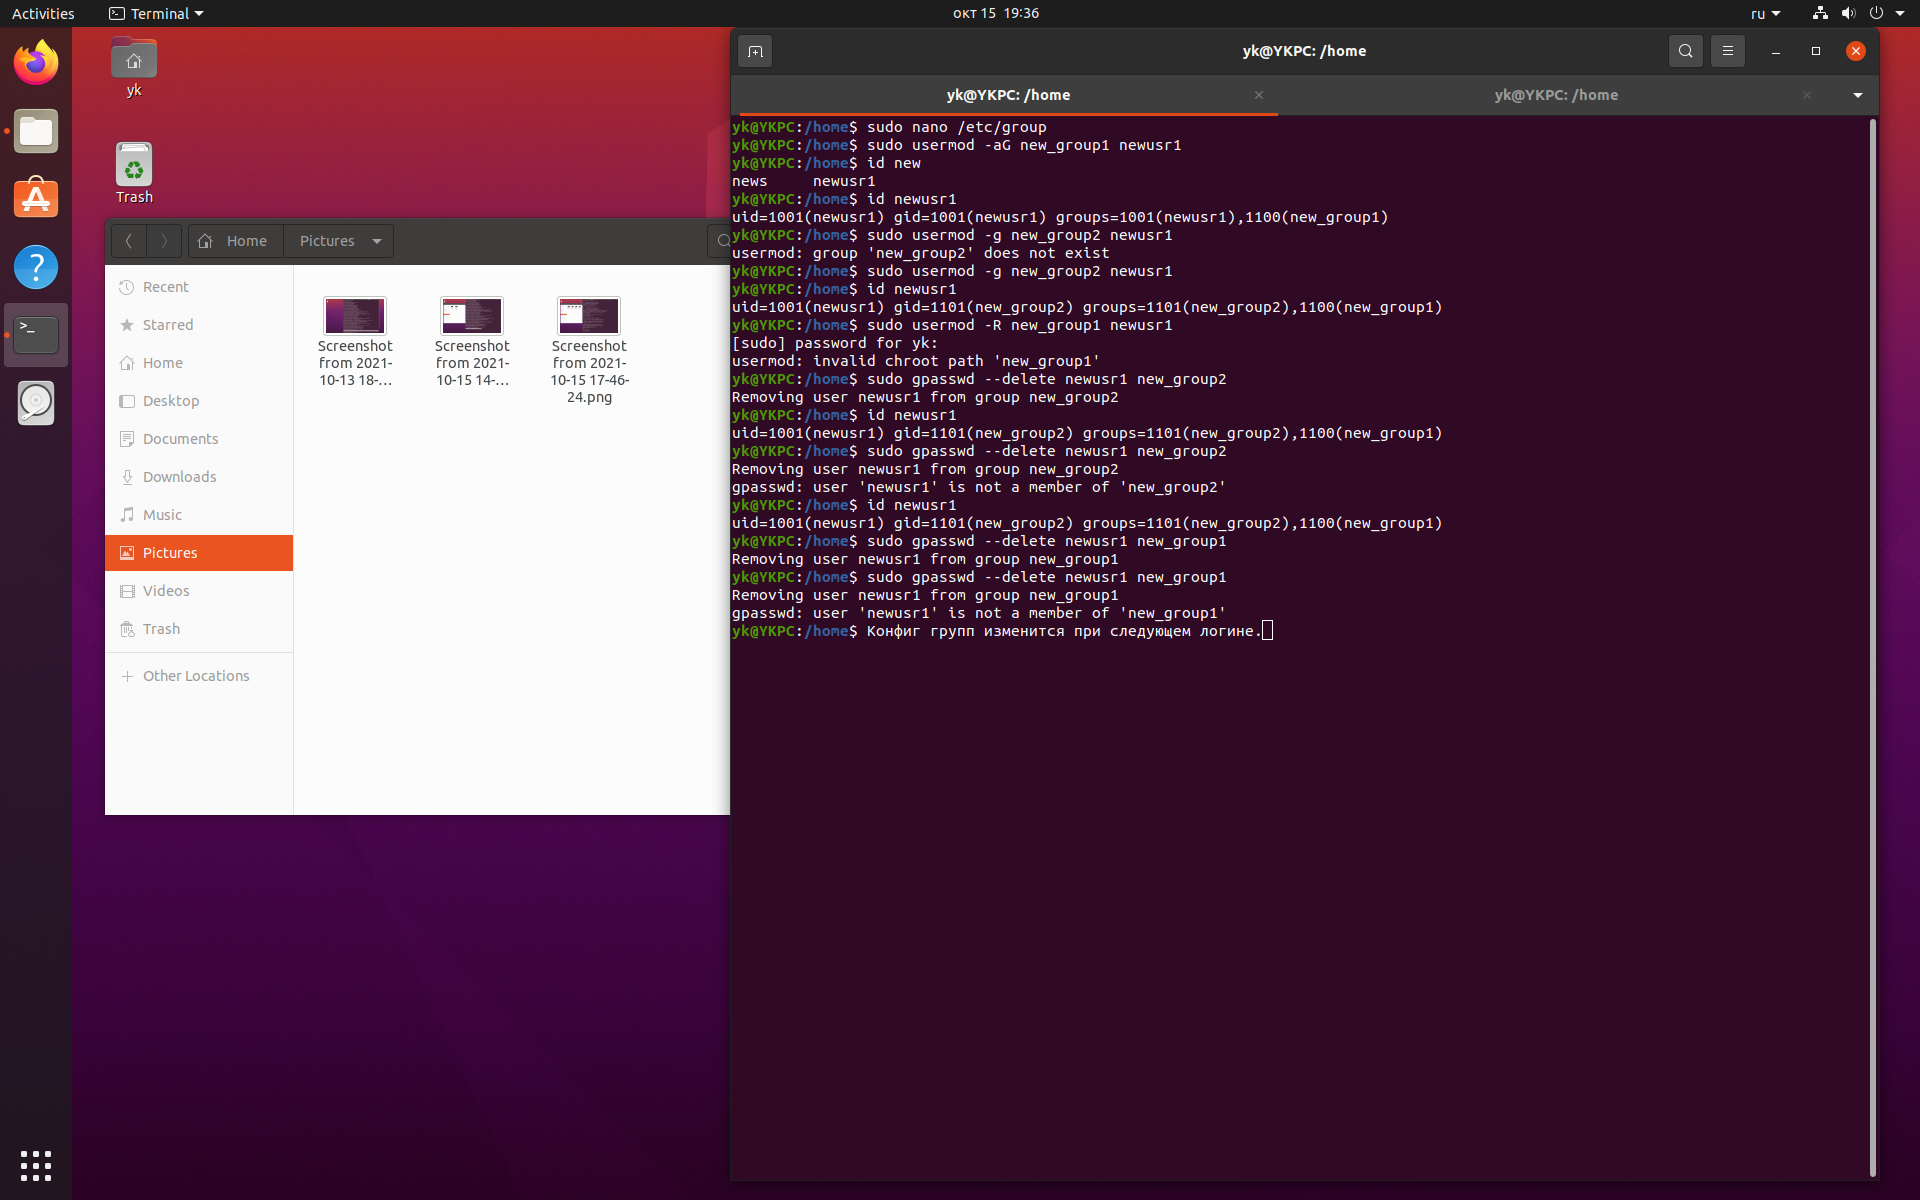 Activities
Terminal
окт 15 19:36
ru
yk
Trash
Home
Pictures
Recent
Starred
Home
Desktop
Documents
Downloads
Music
Pictures
Videos
Trash
Other Locations
Screenshot
from 2021-
10-13 18-…
Screenshot
from 2021-
10-15 14-…
Screenshot
from 2021-
10-15 17-46-
24.png
yk@YKPC: /home
yk@YKPC: /home
yk@YKPC: /home
yk@YKPC:/home$ sudo nano /etc/group
yk@YKPC:/home$ sudo usermod -aG new_group1 newusr1
yk@YKPC:/home$ id new
news     newusr1
yk@YKPC:/home$ id newusr1
uid=1001(newusr1) gid=1001(newusr1) groups=1001(newusr1),1100(new_group1)
yk@YKPC:/home$ sudo usermod -g new_group2 newusr1
usermod: group 'new_group2' does not exist
yk@YKPC:/home$ sudo usermod -g new_group2 newusr1
yk@YKPC:/home$ id newusr1
uid=1001(newusr1) gid=1101(new_group2) groups=1101(new_group2),1100(new_group1)
yk@YKPC:/home$ sudo usermod -R new_group1 newusr1
[sudo] password for yk:
usermod: invalid chroot path 'new_group1'
yk@YKPC:/home$ sudo gpasswd --delete newusr1 new_group2
Removing user newusr1 from group new_group2
yk@YKPC:/home$ id newusr1
uid=1001(newusr1) gid=1101(new_group2) groups=1101(new_group2),1100(new_group1)
yk@YKPC:/home$ sudo gpasswd --delete newusr1 new_group2
Removing user newusr1 from group new_group2
gpasswd: user 'newusr1' is not a member of 'new_group2'
yk@YKPC:/home$ id newusr1
uid=1001(newusr1) gid=1101(new_group2) groups=1101(new_group2),1100(new_group1)
yk@YKPC:/home$ sudo gpasswd --delete newusr1 new_group1
Removing user newusr1 from group new_group1
yk@YKPC:/home$ sudo gpasswd --delete newusr1 new_group1
Removing user newusr1 from group new_group1
gpasswd: user 'newusr1' is not a member of 'new_group1'
yk@YKPC:/home$ Конфиг групп изменится при следующем логине.